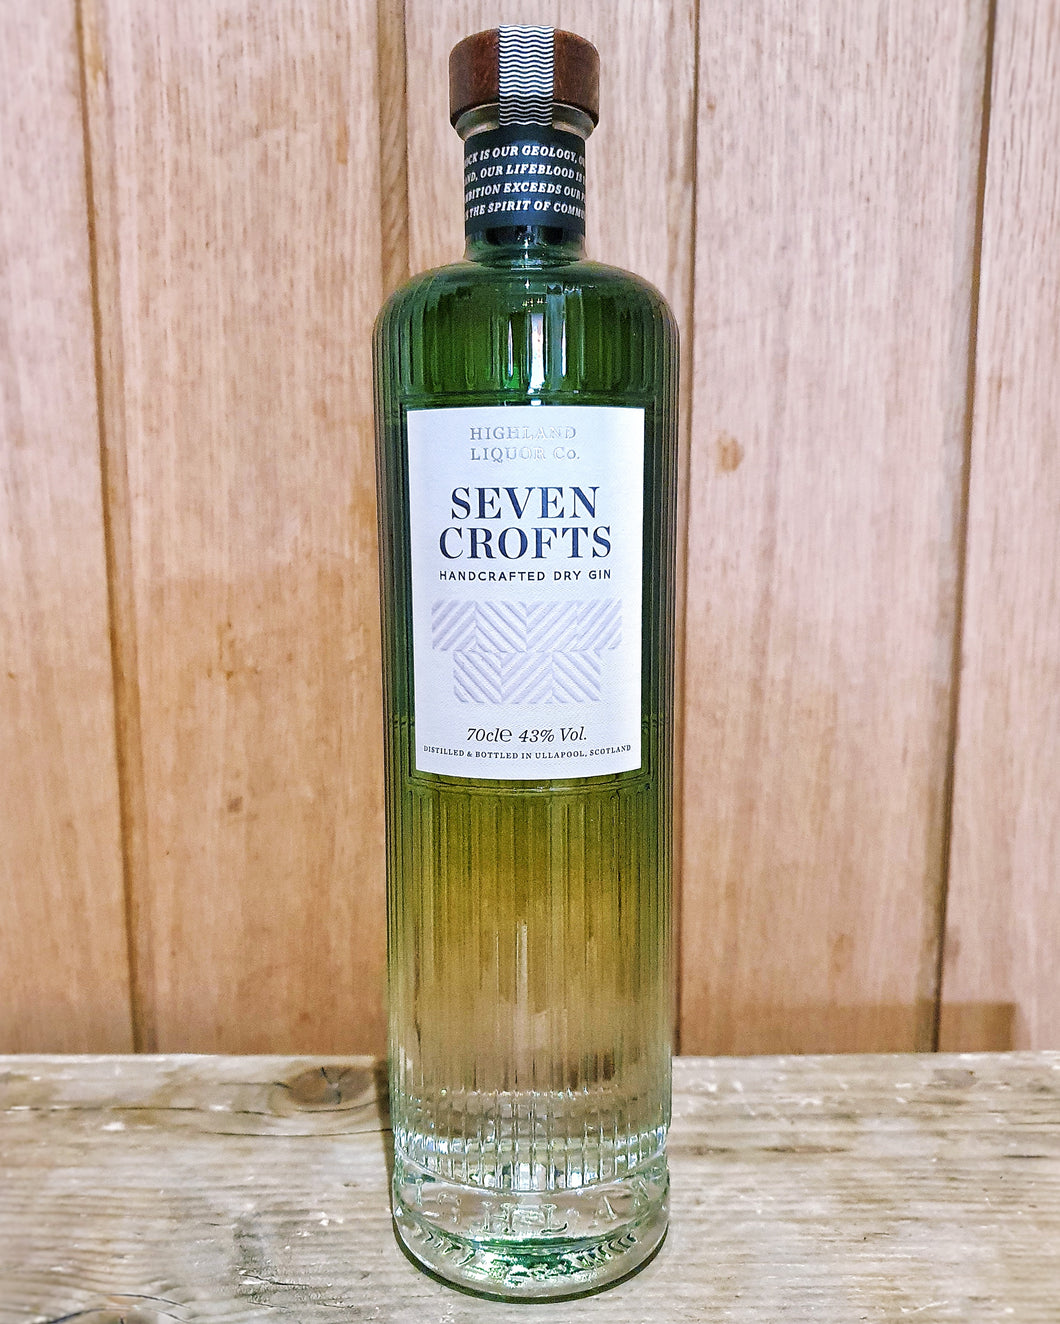 IS OUR GEOLOGY,
OUR LIFEBLOOD IS
EXCEEDS OUR
THE SPIRIT OF
HIGHLAND
LIQUOR Co.
SEVEN
CROFTS
HANDCRAFTED DRY GIN
70cl℮ 43% Vol.
DISTILLED & BOTTLED IN ULLAPOOL, SCOTLAND